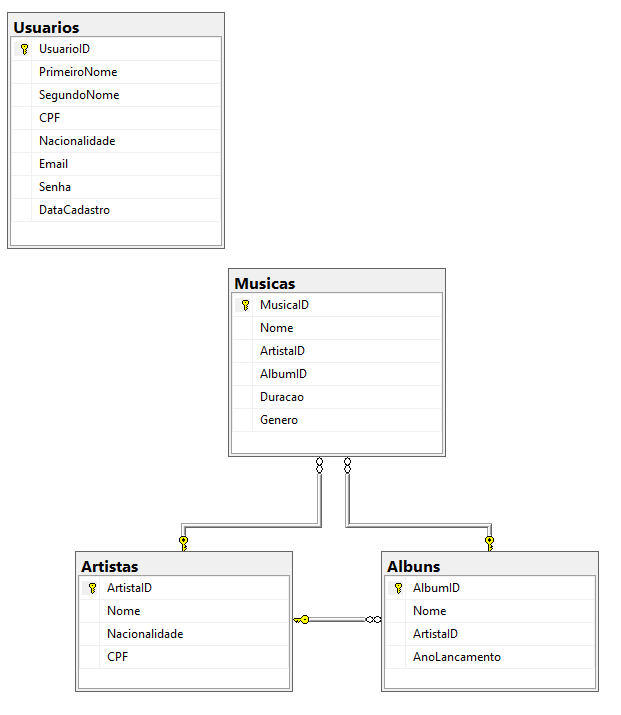 Usuarios
UsuarioID
PrimeiroNome
SegundoNome
CPF
Nacionalidade
Email
Senha
DataCadastro
Musicas
MusicaID
Nome
ArtistaID
AlbumID
Duracao
Genero
Artistas
ArtistaID
Nome
Nacionalidade
CPF
Albuns
AlbumID
Nome
ArtistaID
AnoLancamento